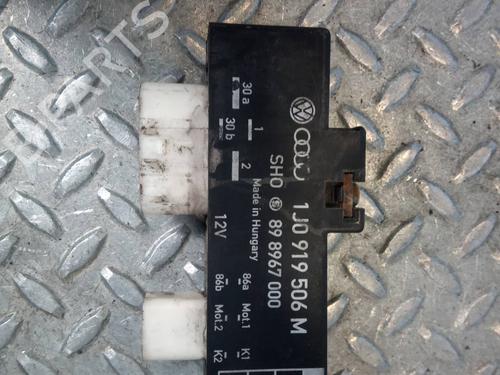 PARTS
1J0 919 506 M
SHO 89 8967 000
Made in Hungary
12V
30 a
1
30 b
2
86a Mot.1 K1
86b Mot.2 K2